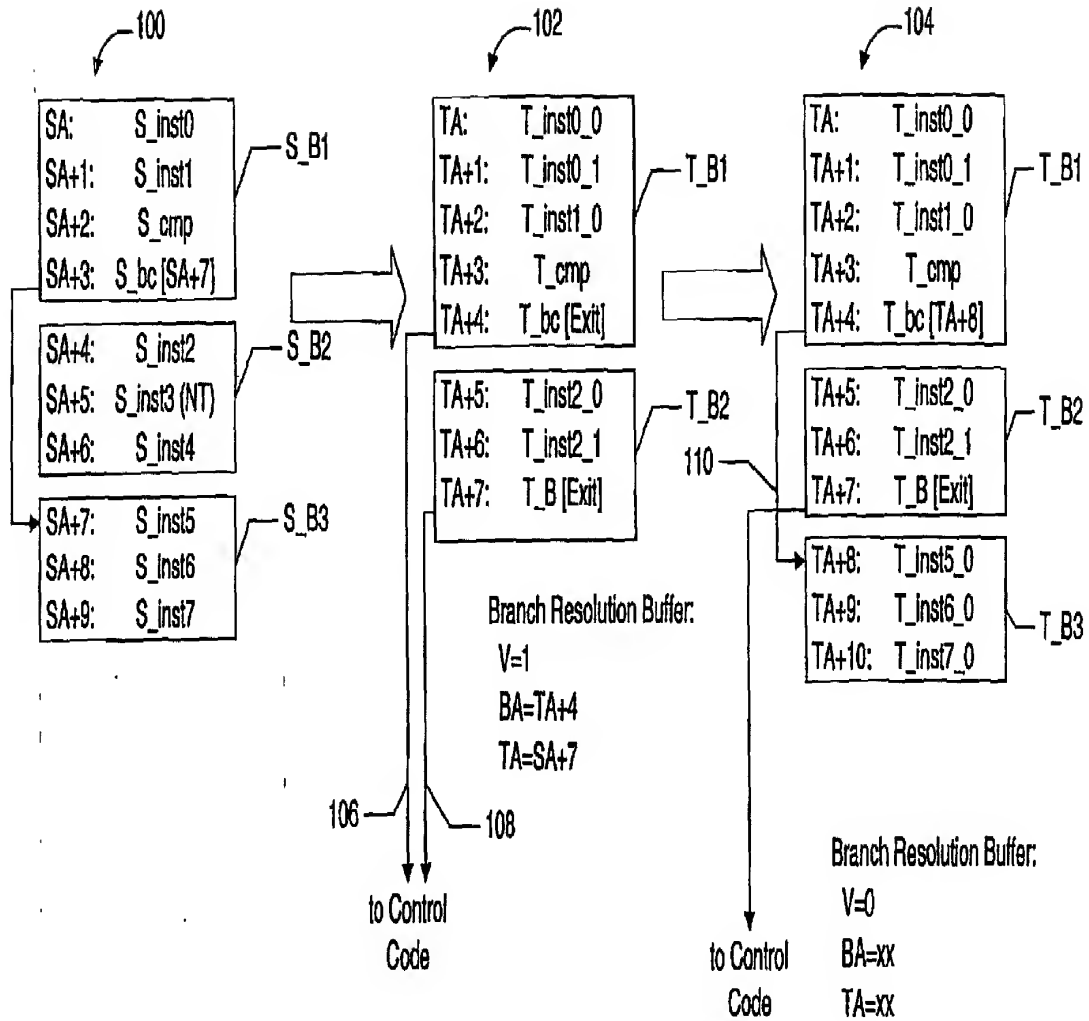 100
SA: S_inst0
SA+1: S_inst1
SA+2: S_cmp
SA+3: S_bc [SA+7]
S_B1
SA+4: S_inst2
SA+5: S_inst3 (NT)
SA+6: S_inst4
S_B2
SA+7: S_inst5
SA+8: S_inst6
SA+9: S_inst7
S_B3
102
TA: T_inst0_0
TA+1: T_inst0_1
TA+2: T_inst1_0
TA+3: T_cmp
TA+4: T_bc [Exit]
T_B1
TA+5: T_inst2_0
TA+6: T_inst2_1
TA+7: T_B [Exit]
T_B2
Branch Resolution Buffer:
V=1
BA=TA+4
TA=SA+7
106
108
to Control
Code
104
TA: T_inst0_0
TA+1: T_inst0_1
TA+2: T_inst1_0
TA+3: T_cmp
TA+4: T_bc [TA+8]
T_B1
TA+5: T_inst2_0
TA+6: T_inst2_1
TA+7: T_B [Exit]
T_B2
110
TA+8: T_inst5_0
TA+9: T_inst6_0
TA+10: T_inst7_0
T_B3
to Control
Code
Branch Resolution Buffer:
V=0
BA=xx
TA=xx